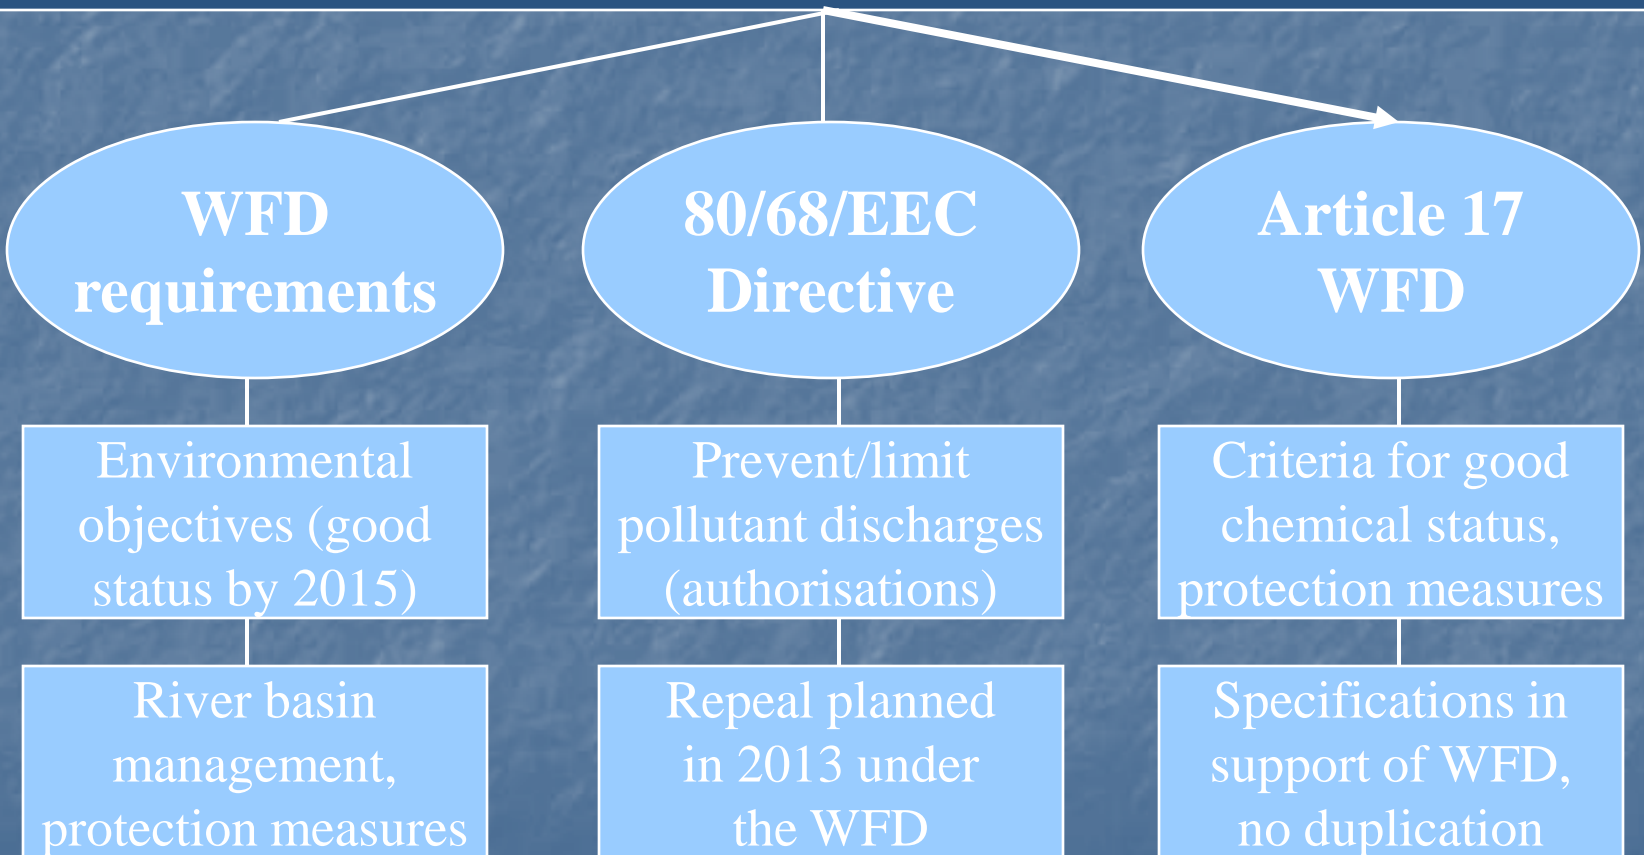 WFD
requirements
80/68/EEC
Directive
Article 17
WFD
Environmental
objectives (good
status by 2015)
Prevent/limit
pollutant discharges
(authorisations)
Criteria for good
chemical status,
protection measures
River basin
management,
protection measures
Repeal planned
in 2013 under
the WFD
Specifications in
support of WFD,
no duplication